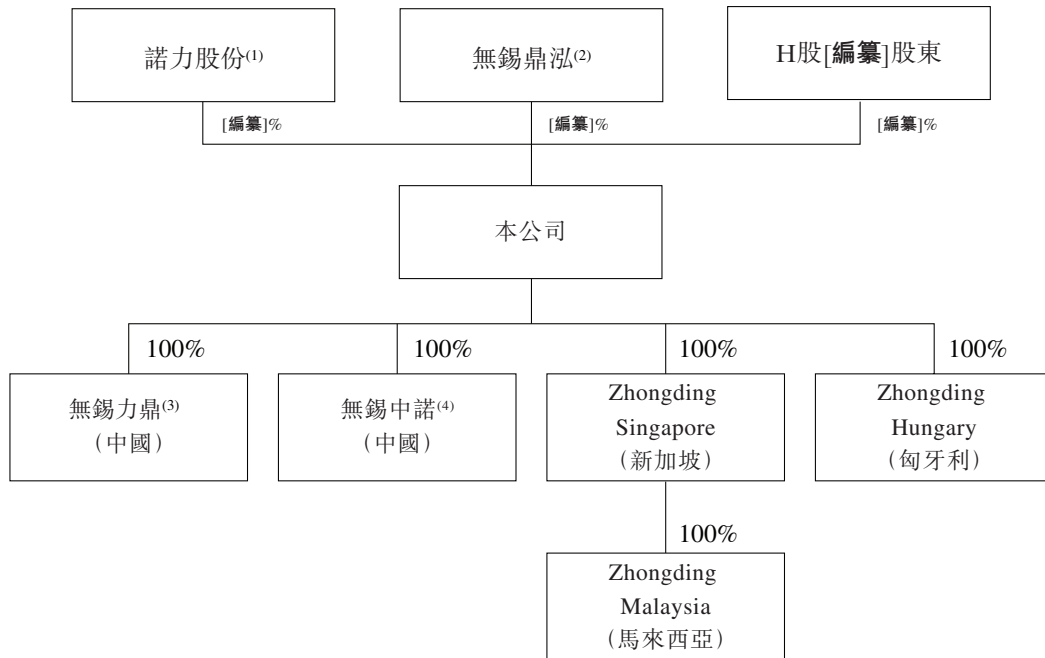 諾力股份(1)
無錫鼎泓(2)
H股[編纂]股東
[編纂]%
[編纂]%
[編纂]%
本公司
100%
100%
100%
100%
無錫力鼎(3)
（中國）
無錫中諾(4)
（中國）
Zhongding
Singapore
（新加坡）
Zhongding
Hungary
（匈牙利）
100%
Zhongding
Malaysia
（馬來西亞）